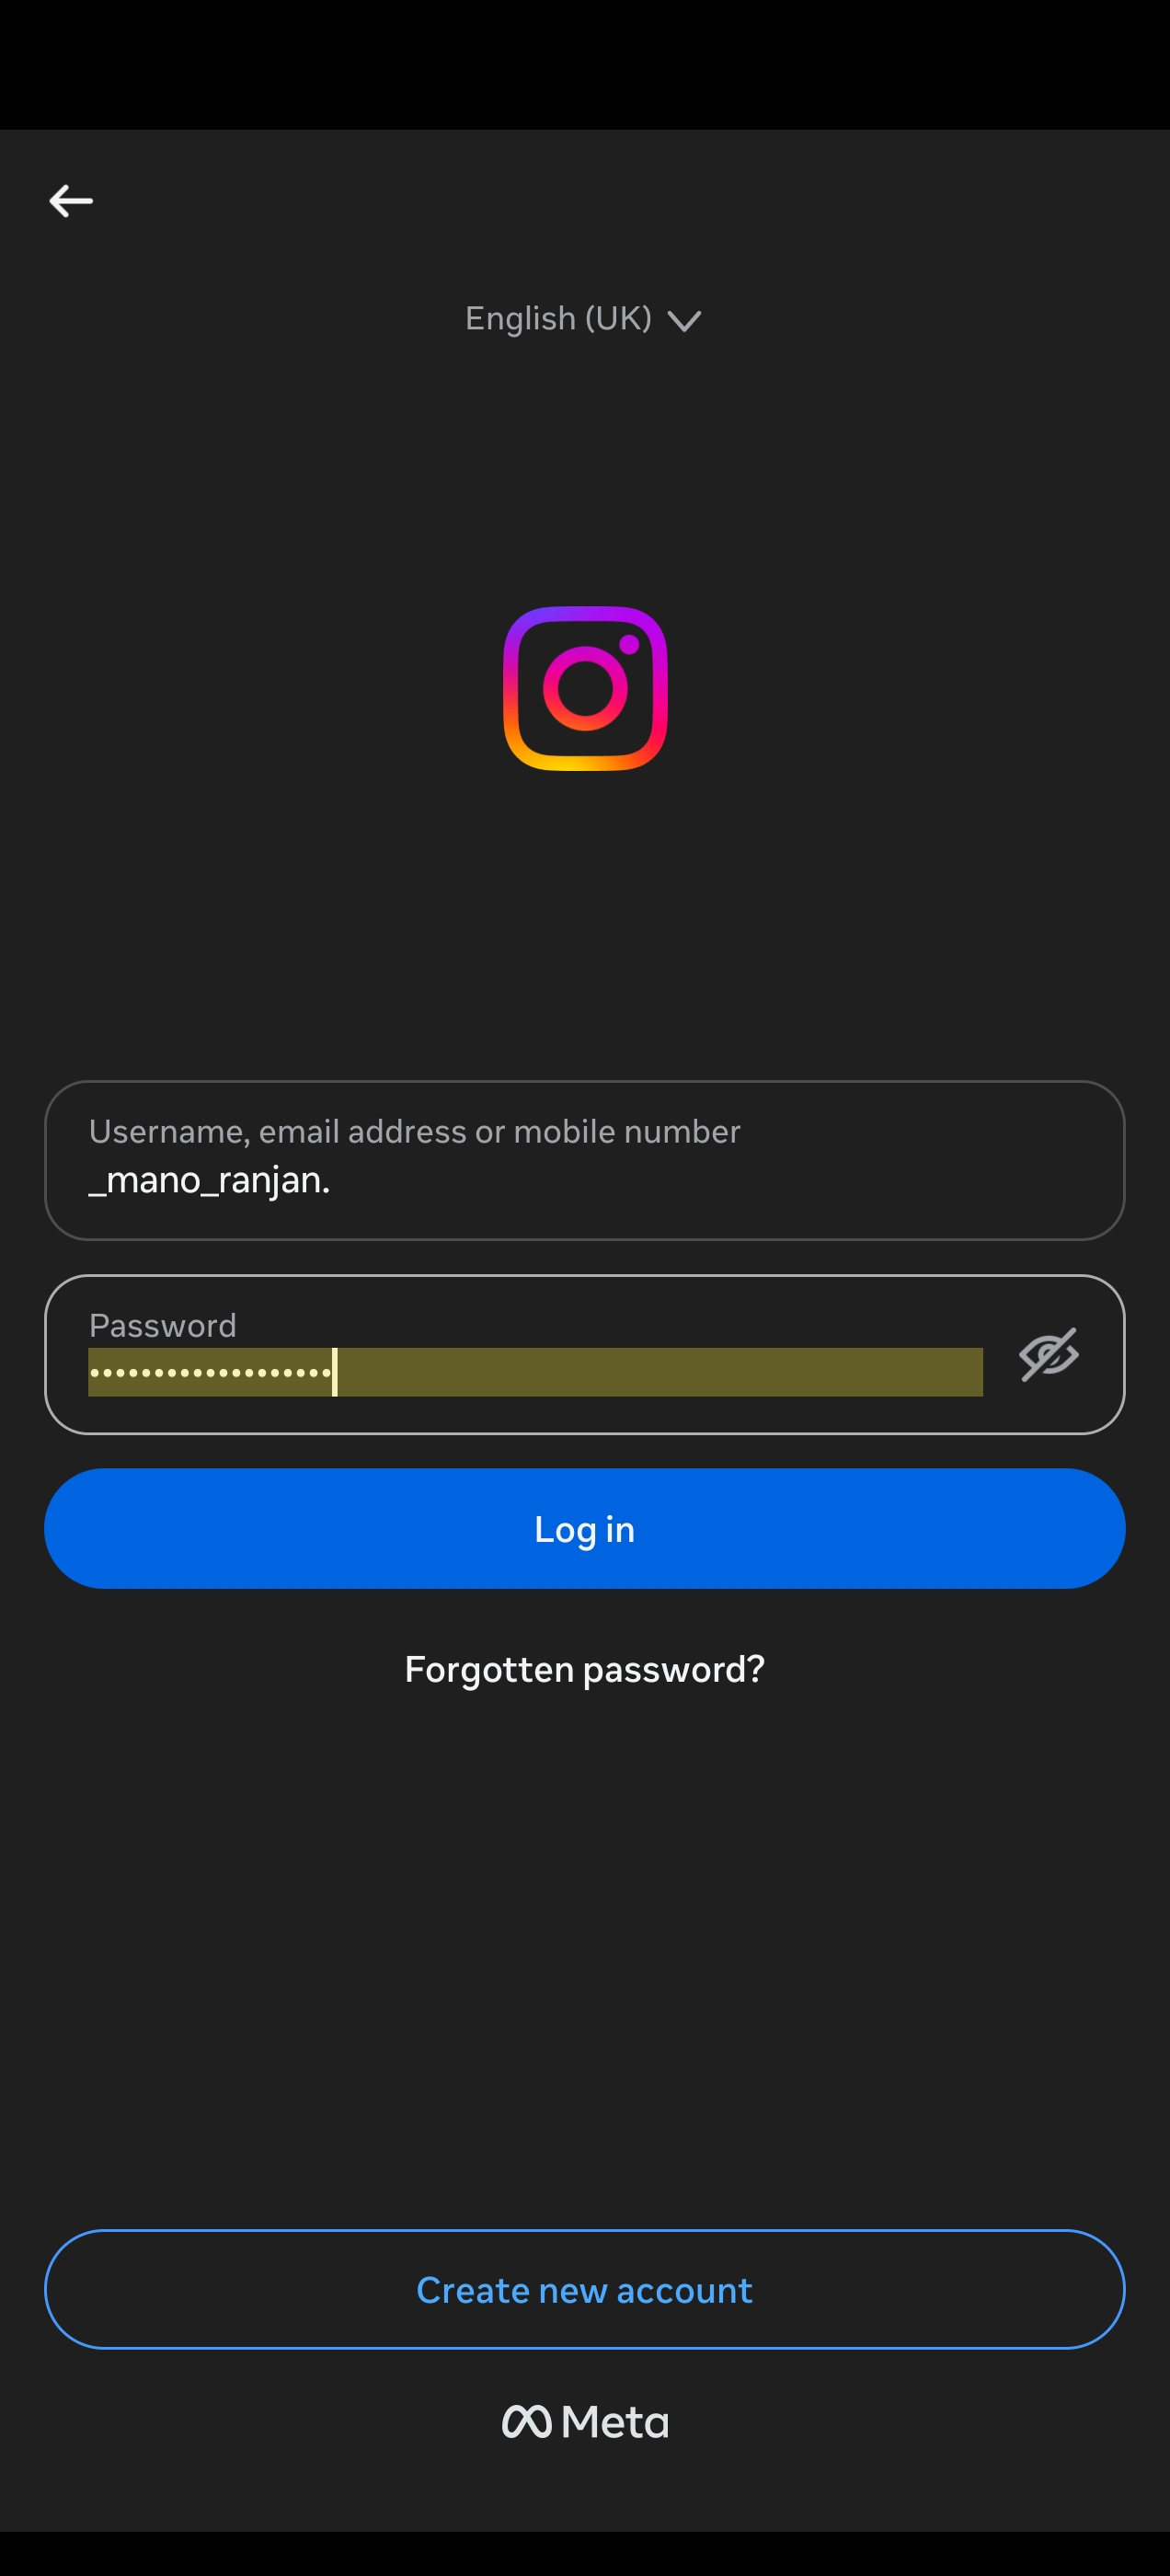 English (UK)
Username, email address or mobile number
_mano_ranjan.
Password
•••••••••••••••••••
Log in
Forgotten password?
Create new account
Meta